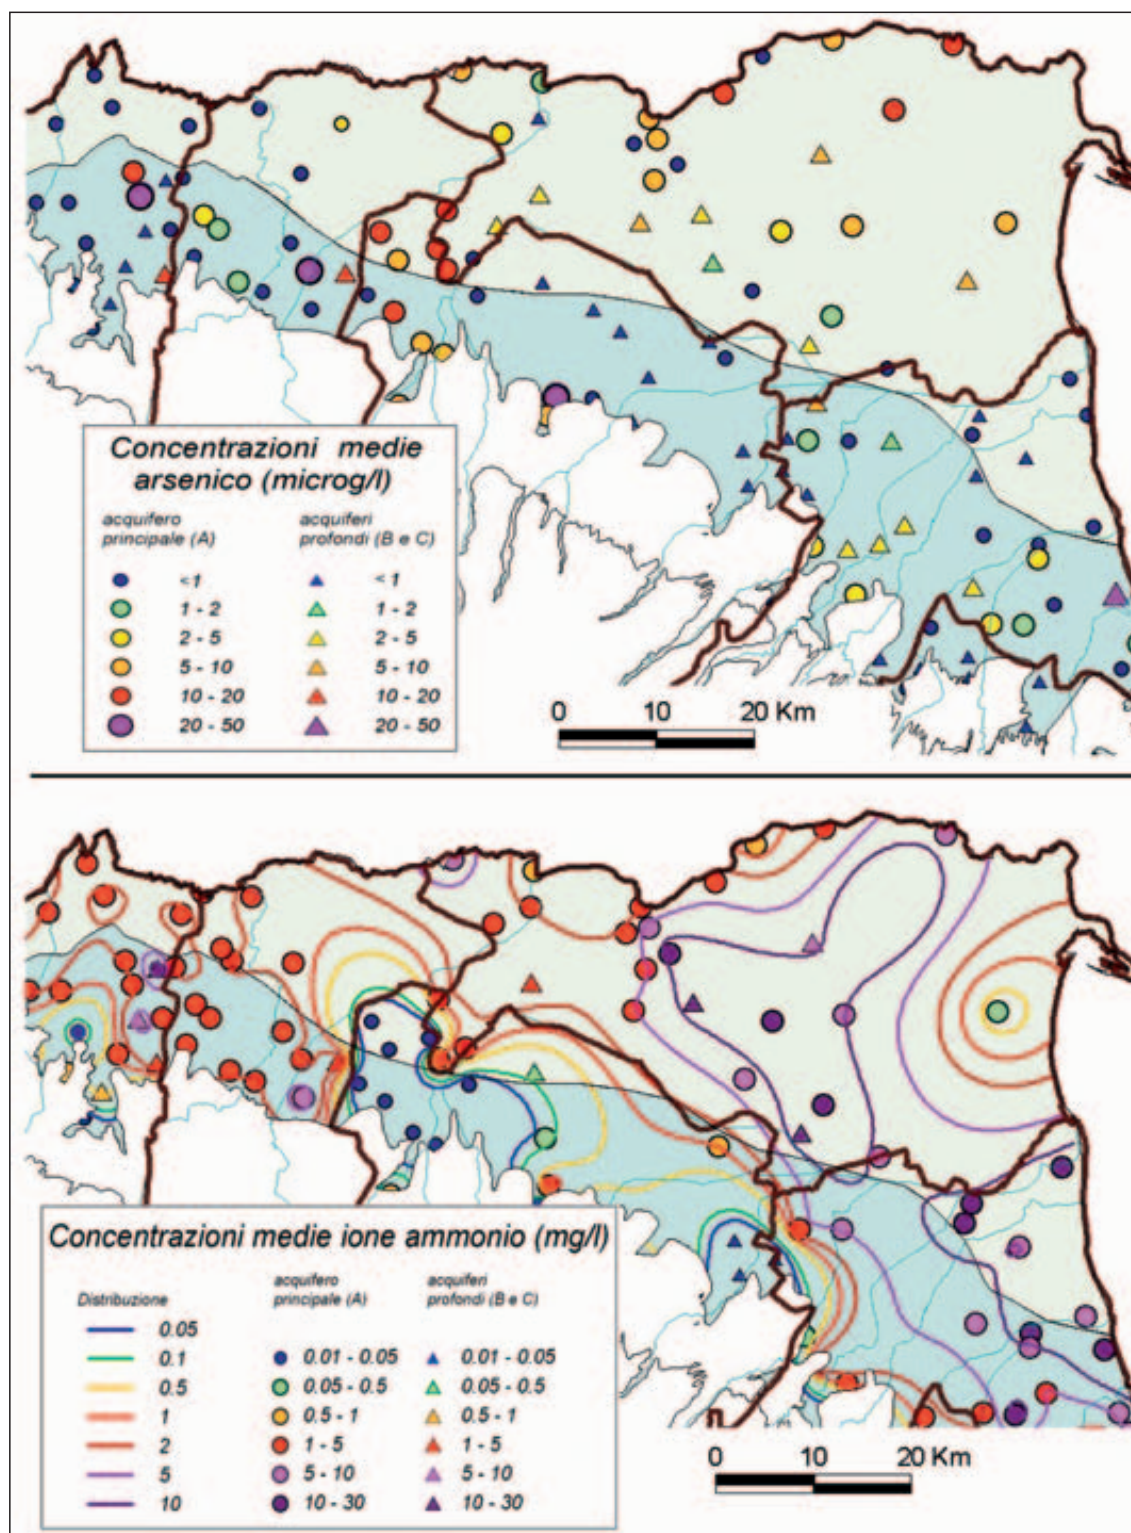 Concentrazioni medie
arsenico (microg/l)
acquifero acquiferi
principale (A) profondi (B e C)
<1 <1
1 - 2 1 - 2
2 - 5 2 - 5
5 - 10 5 - 10
10 - 20 10 - 20
20 - 50 20 - 50
0 10 20 Km
Concentrazioni medie ione ammonio (mg/l)
acquifero acquiferi
Distribuzione principale (A) profondi (B e C)
0.05
0.1 0.01 - 0.05 0.01 - 0.05
0.5 0.05 - 0.5 0.05 - 0.5
1 0.5 - 1 0.5 - 1
2 1 - 5 1 - 5
5 5 - 10 5 - 10
10 10 - 30 10 - 30
0 10 20 Km